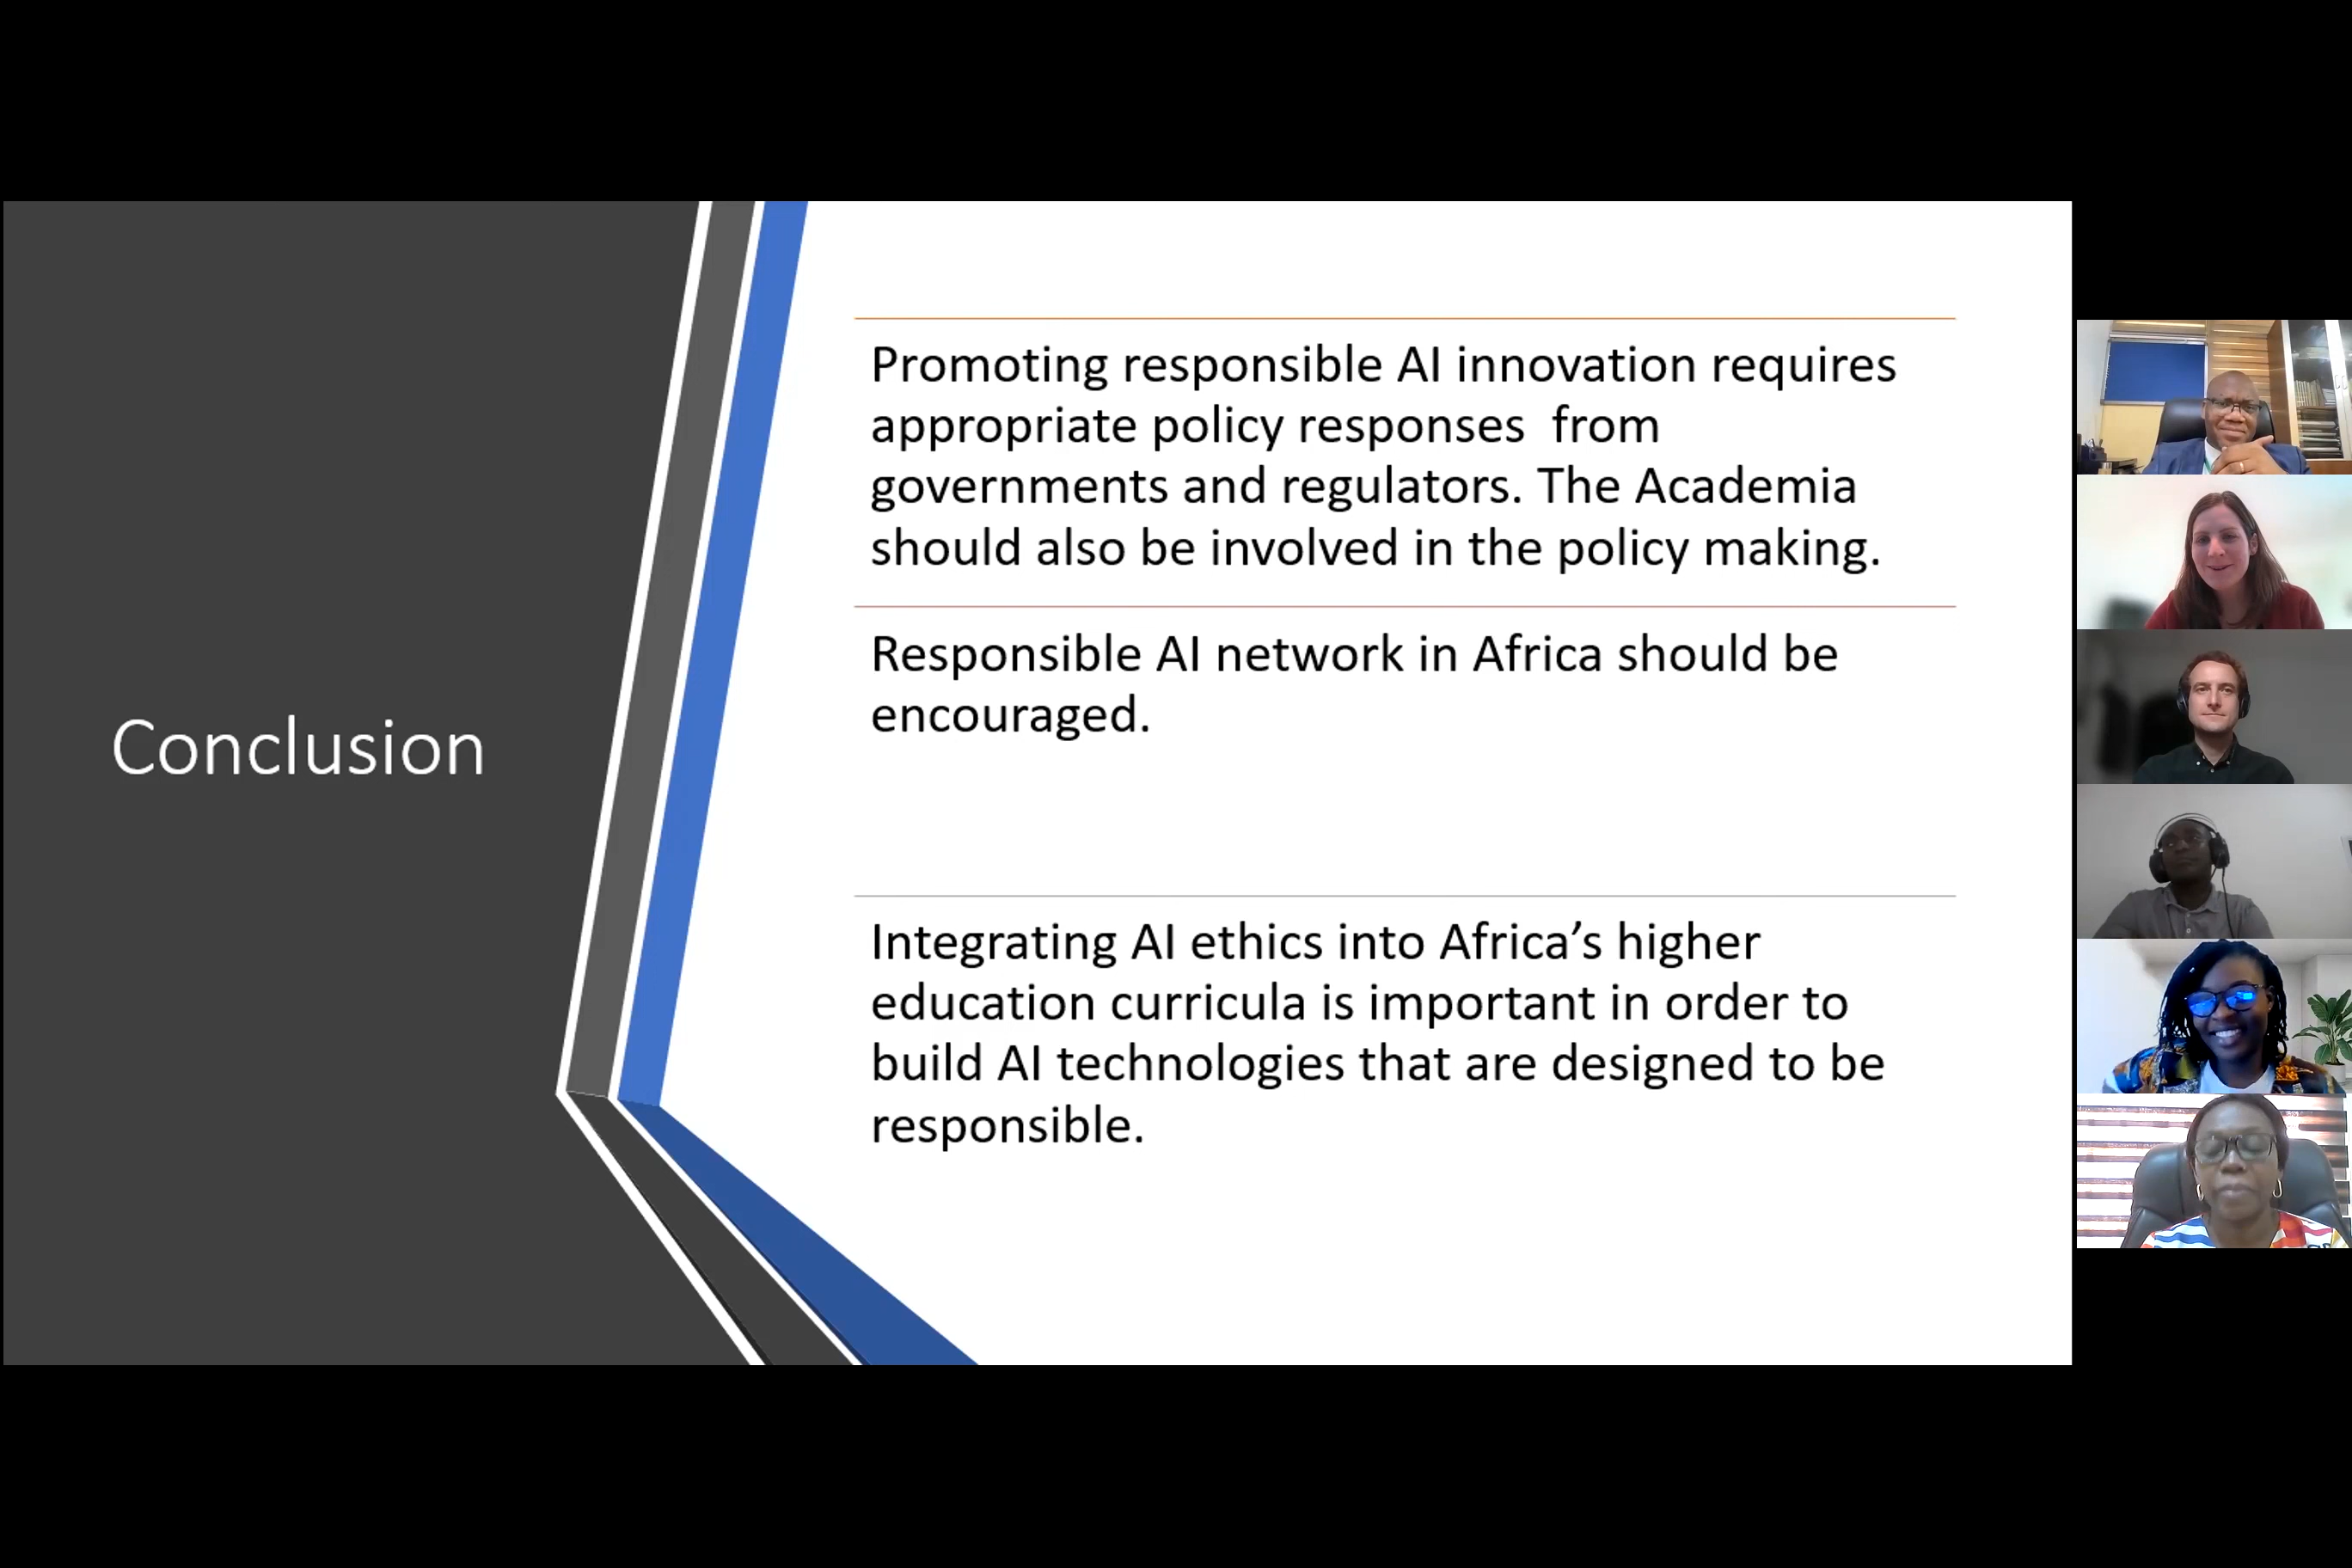 Conclusion
Promoting responsible AI innovation requires
appropriate policy responses  from
governments and regulators. The Academia
should also be involved in the policy making.
Responsible AI network in Africa should be
encouraged.
Integrating AI ethics into Africa’s higher
education curricula is important in order to
build AI technologies that are designed to be
responsible.